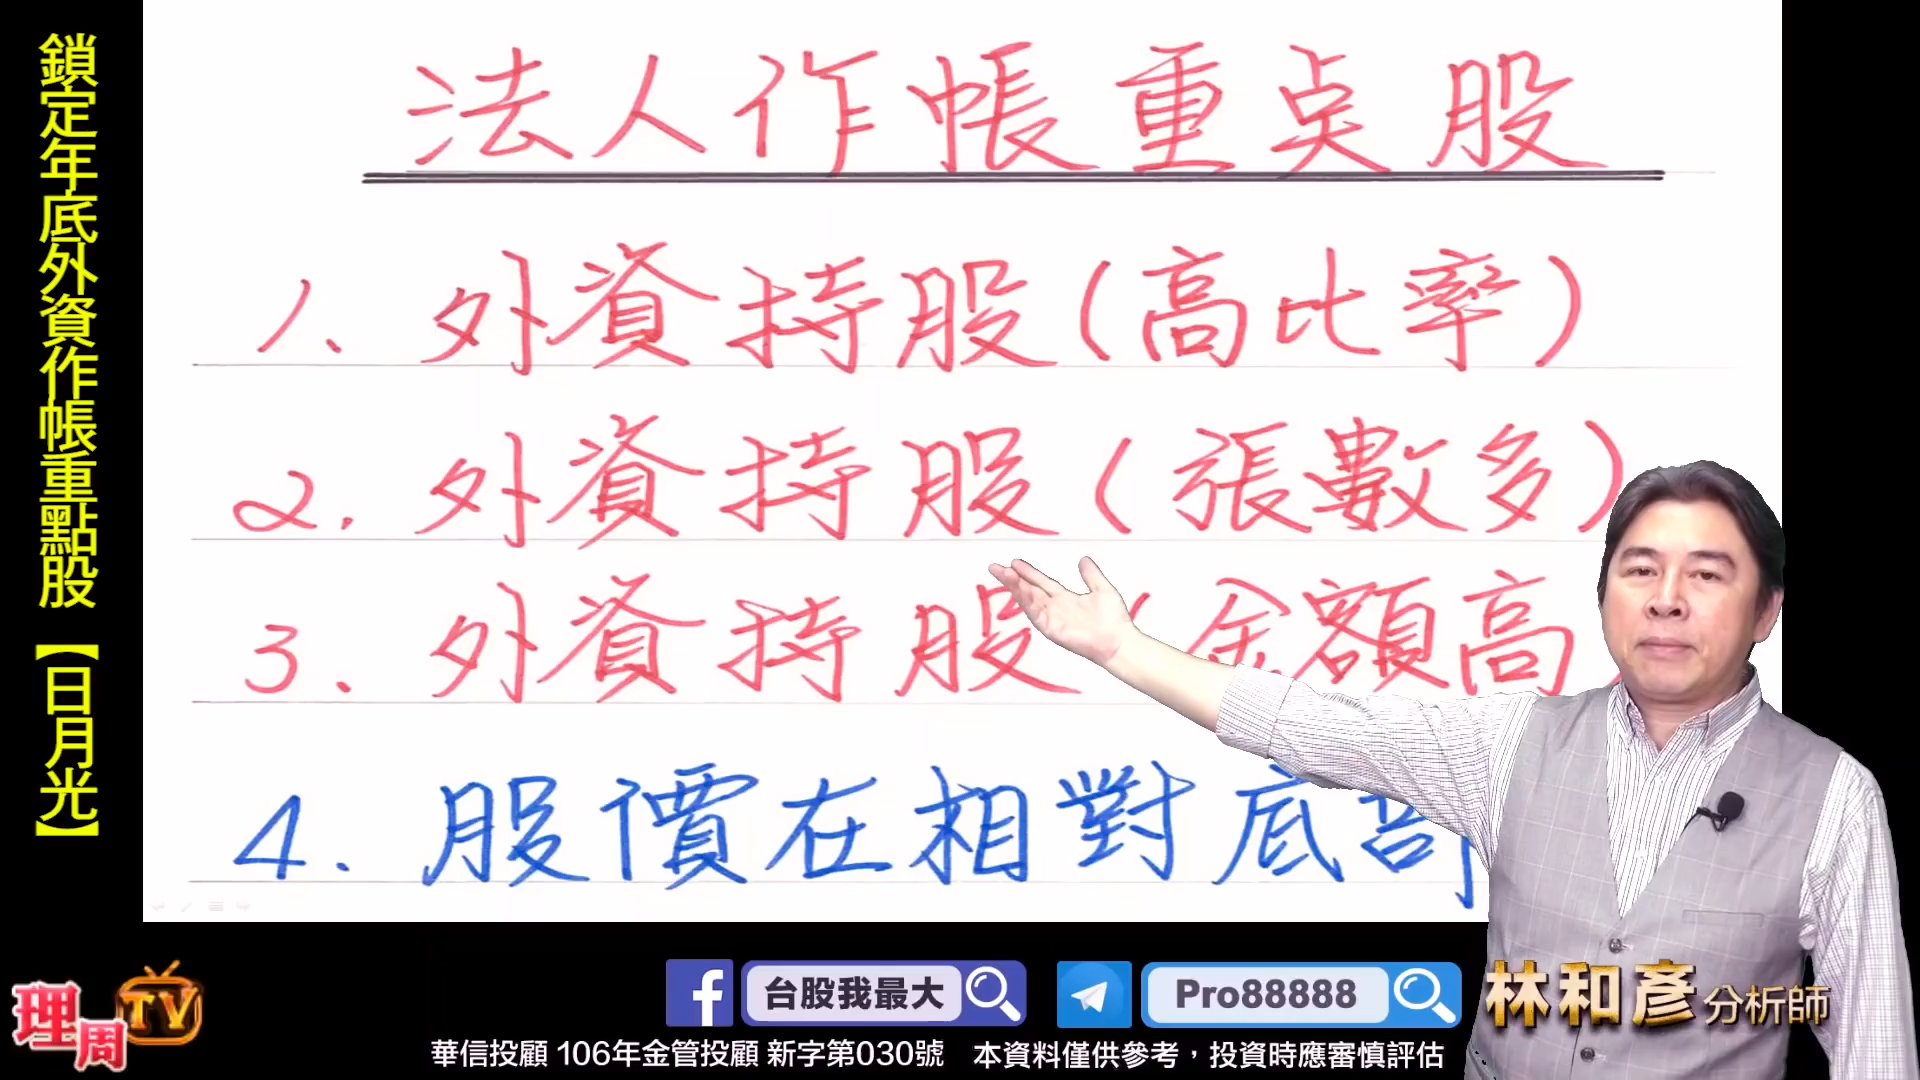 鎖定年底外資作帳重點股【日月光】
法人作帳重点股
1. 外資持股(高比率)
2. 外資持股(張數多)
3. 外資持股(金額高)
4. 股價在相對底部
理周TV
台股我最大
Pro88888
林和彥分析師
華信投顧 106年金管投顧 新字第030號 本資料僅供參考，投資時應審慎評估